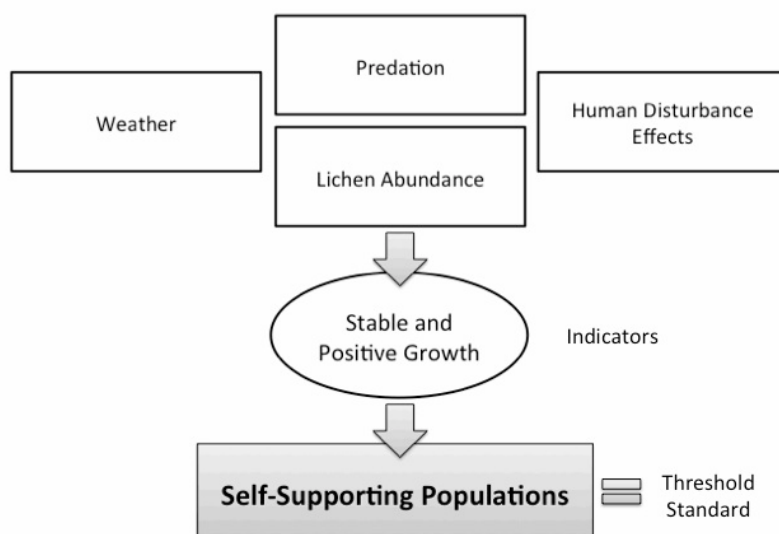 Predation
Weather
Human Disturbance
Effects
Lichen Abundance
Stable and
Positive Growth
Indicators
Self-Supporting Populations
Threshold
Standard